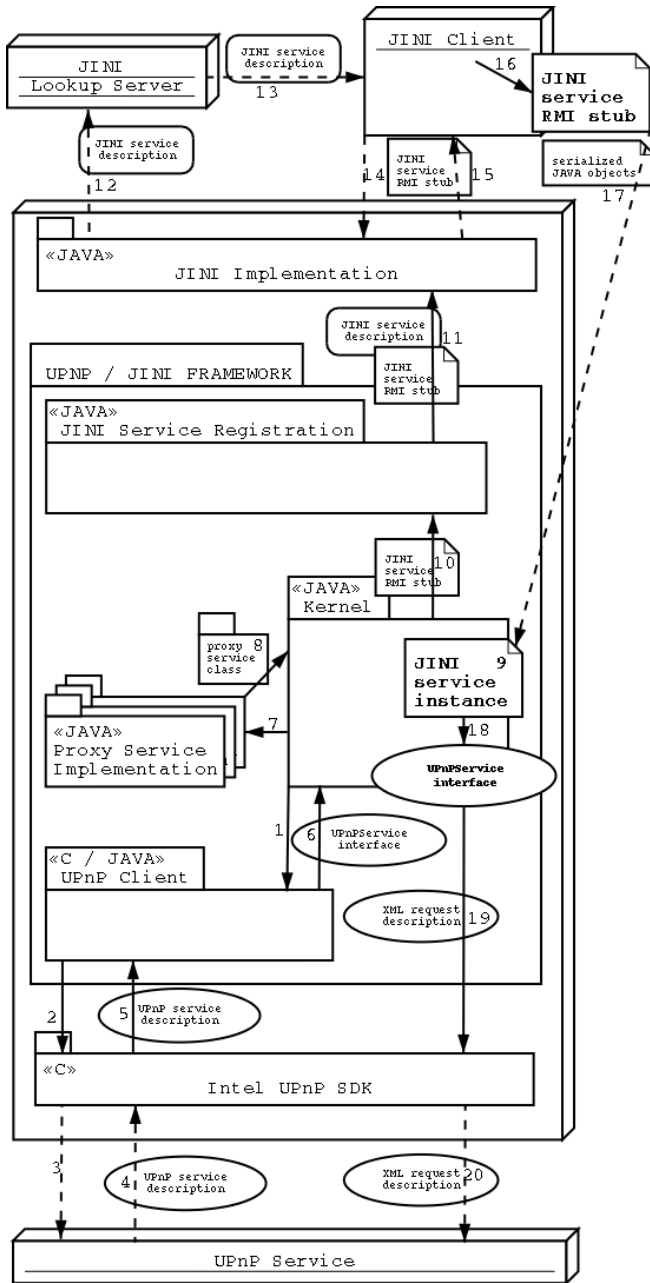 JINI
Lookup Server
JINI service
description
13
JINI Client
16
JINI
service
RMI stub
JINI service
description
12
14
JINI
service
RMI stub
15
serialized
JAVA objects
17
«JAVA»
JINI Implementation
JINI service
description
11
UPNP / JINI FRAMEWORK
JINI
service
RMI stub
«JAVA»
JINI Service Registration
JINI
service
RMI stub
10
«JAVA»
Kernel
proxy
service
class
8
JINI
service
instance
9
7
18
«JAVA»
Proxy Service
Implementation
UPnPService
interface
1
6
UPnPService
interface
«C / JAVA»
UPnP Client
XML request
description
19
2
5
UPnP service
description
«C»
Intel UPnP SDK
3
4
UPnP service
description
XML request
description
20
UPnP Service